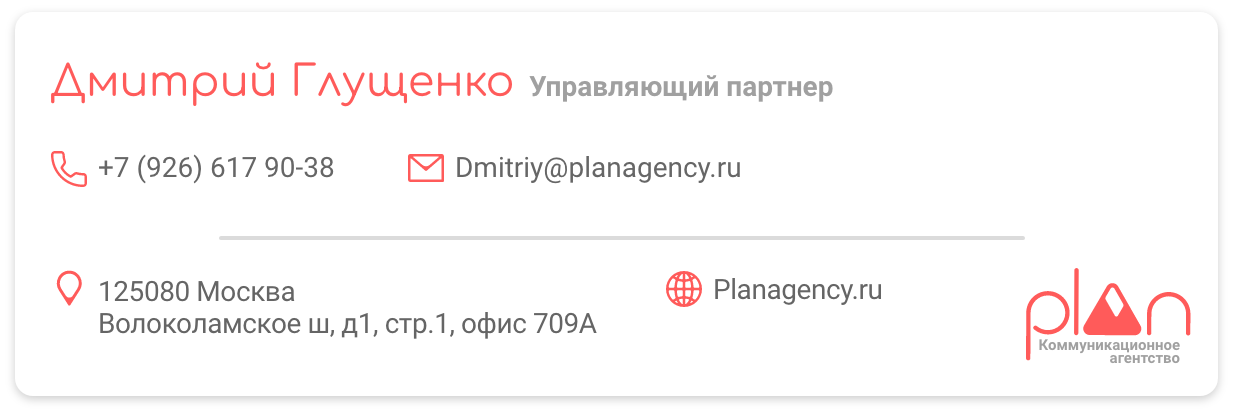 Дмитрий Глущенко Управляющий партнер
+7 (926) 617 90-38 Dmitriy@planagency.ru
125080 Москва
Волоколамское ш, д1, стр.1, офис 709А
Planagency.ru
plan
Коммуникационное
агентство